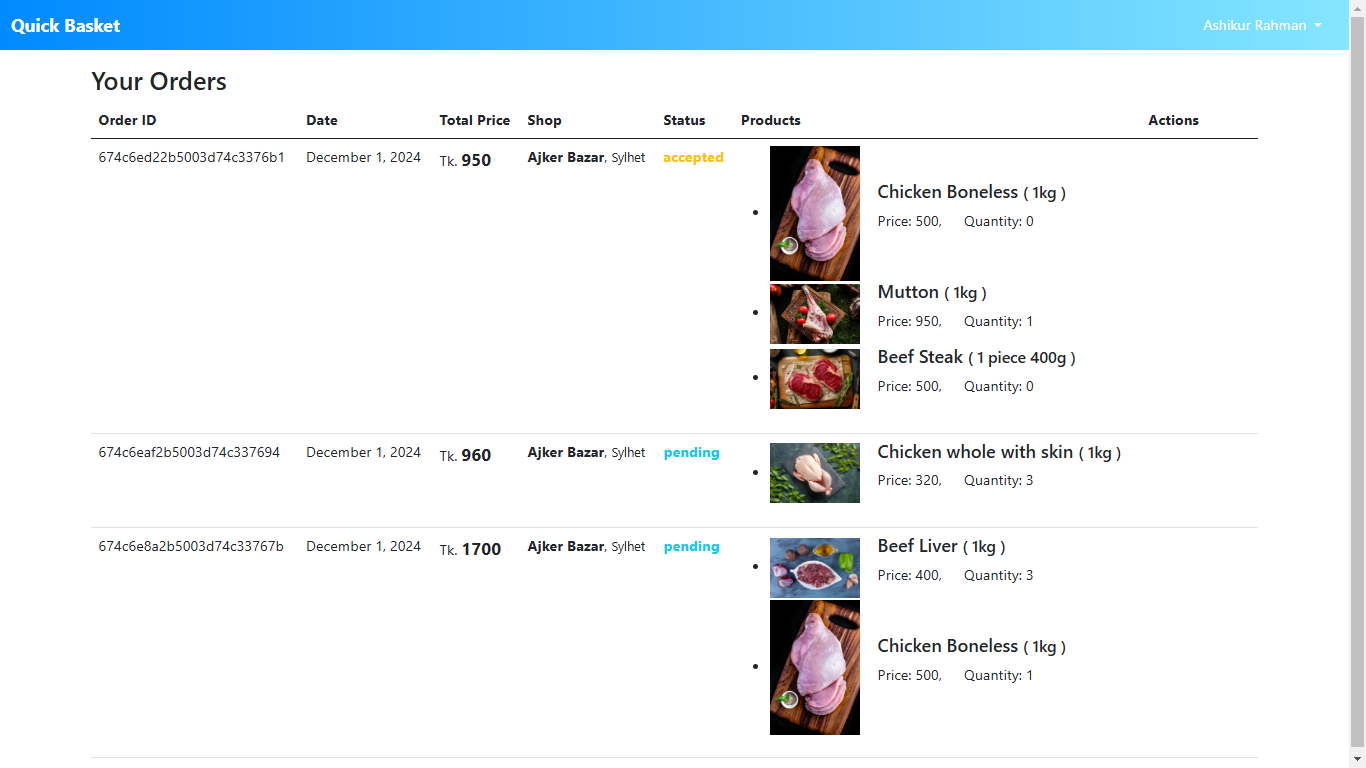 Quick Basket
Ashikur Rahman
Your Orders
Order ID Date Total Price Shop Status Products Actions
674c6ed22b5003d74c3376b1 December 1, 2024 Tk. 950 Ajker Bazar, Sylhet accepted
Chicken Boneless ( 1kg )
Price: 500, Quantity: 0
Mutton ( 1kg )
Price: 950, Quantity: 1
Beef Steak ( 1 piece 400g )
Price: 500, Quantity: 0
674c6eaf2b5003d74c337694 December 1, 2024 Tk. 960 Ajker Bazar, Sylhet pending
Chicken whole with skin ( 1kg )
Price: 320, Quantity: 3
674c6e8a2b5003d74c33767b December 1, 2024 Tk. 1700 Ajker Bazar, Sylhet pending
Beef Liver ( 1kg )
Price: 400, Quantity: 3
Chicken Boneless ( 1kg )
Price: 500, Quantity: 1